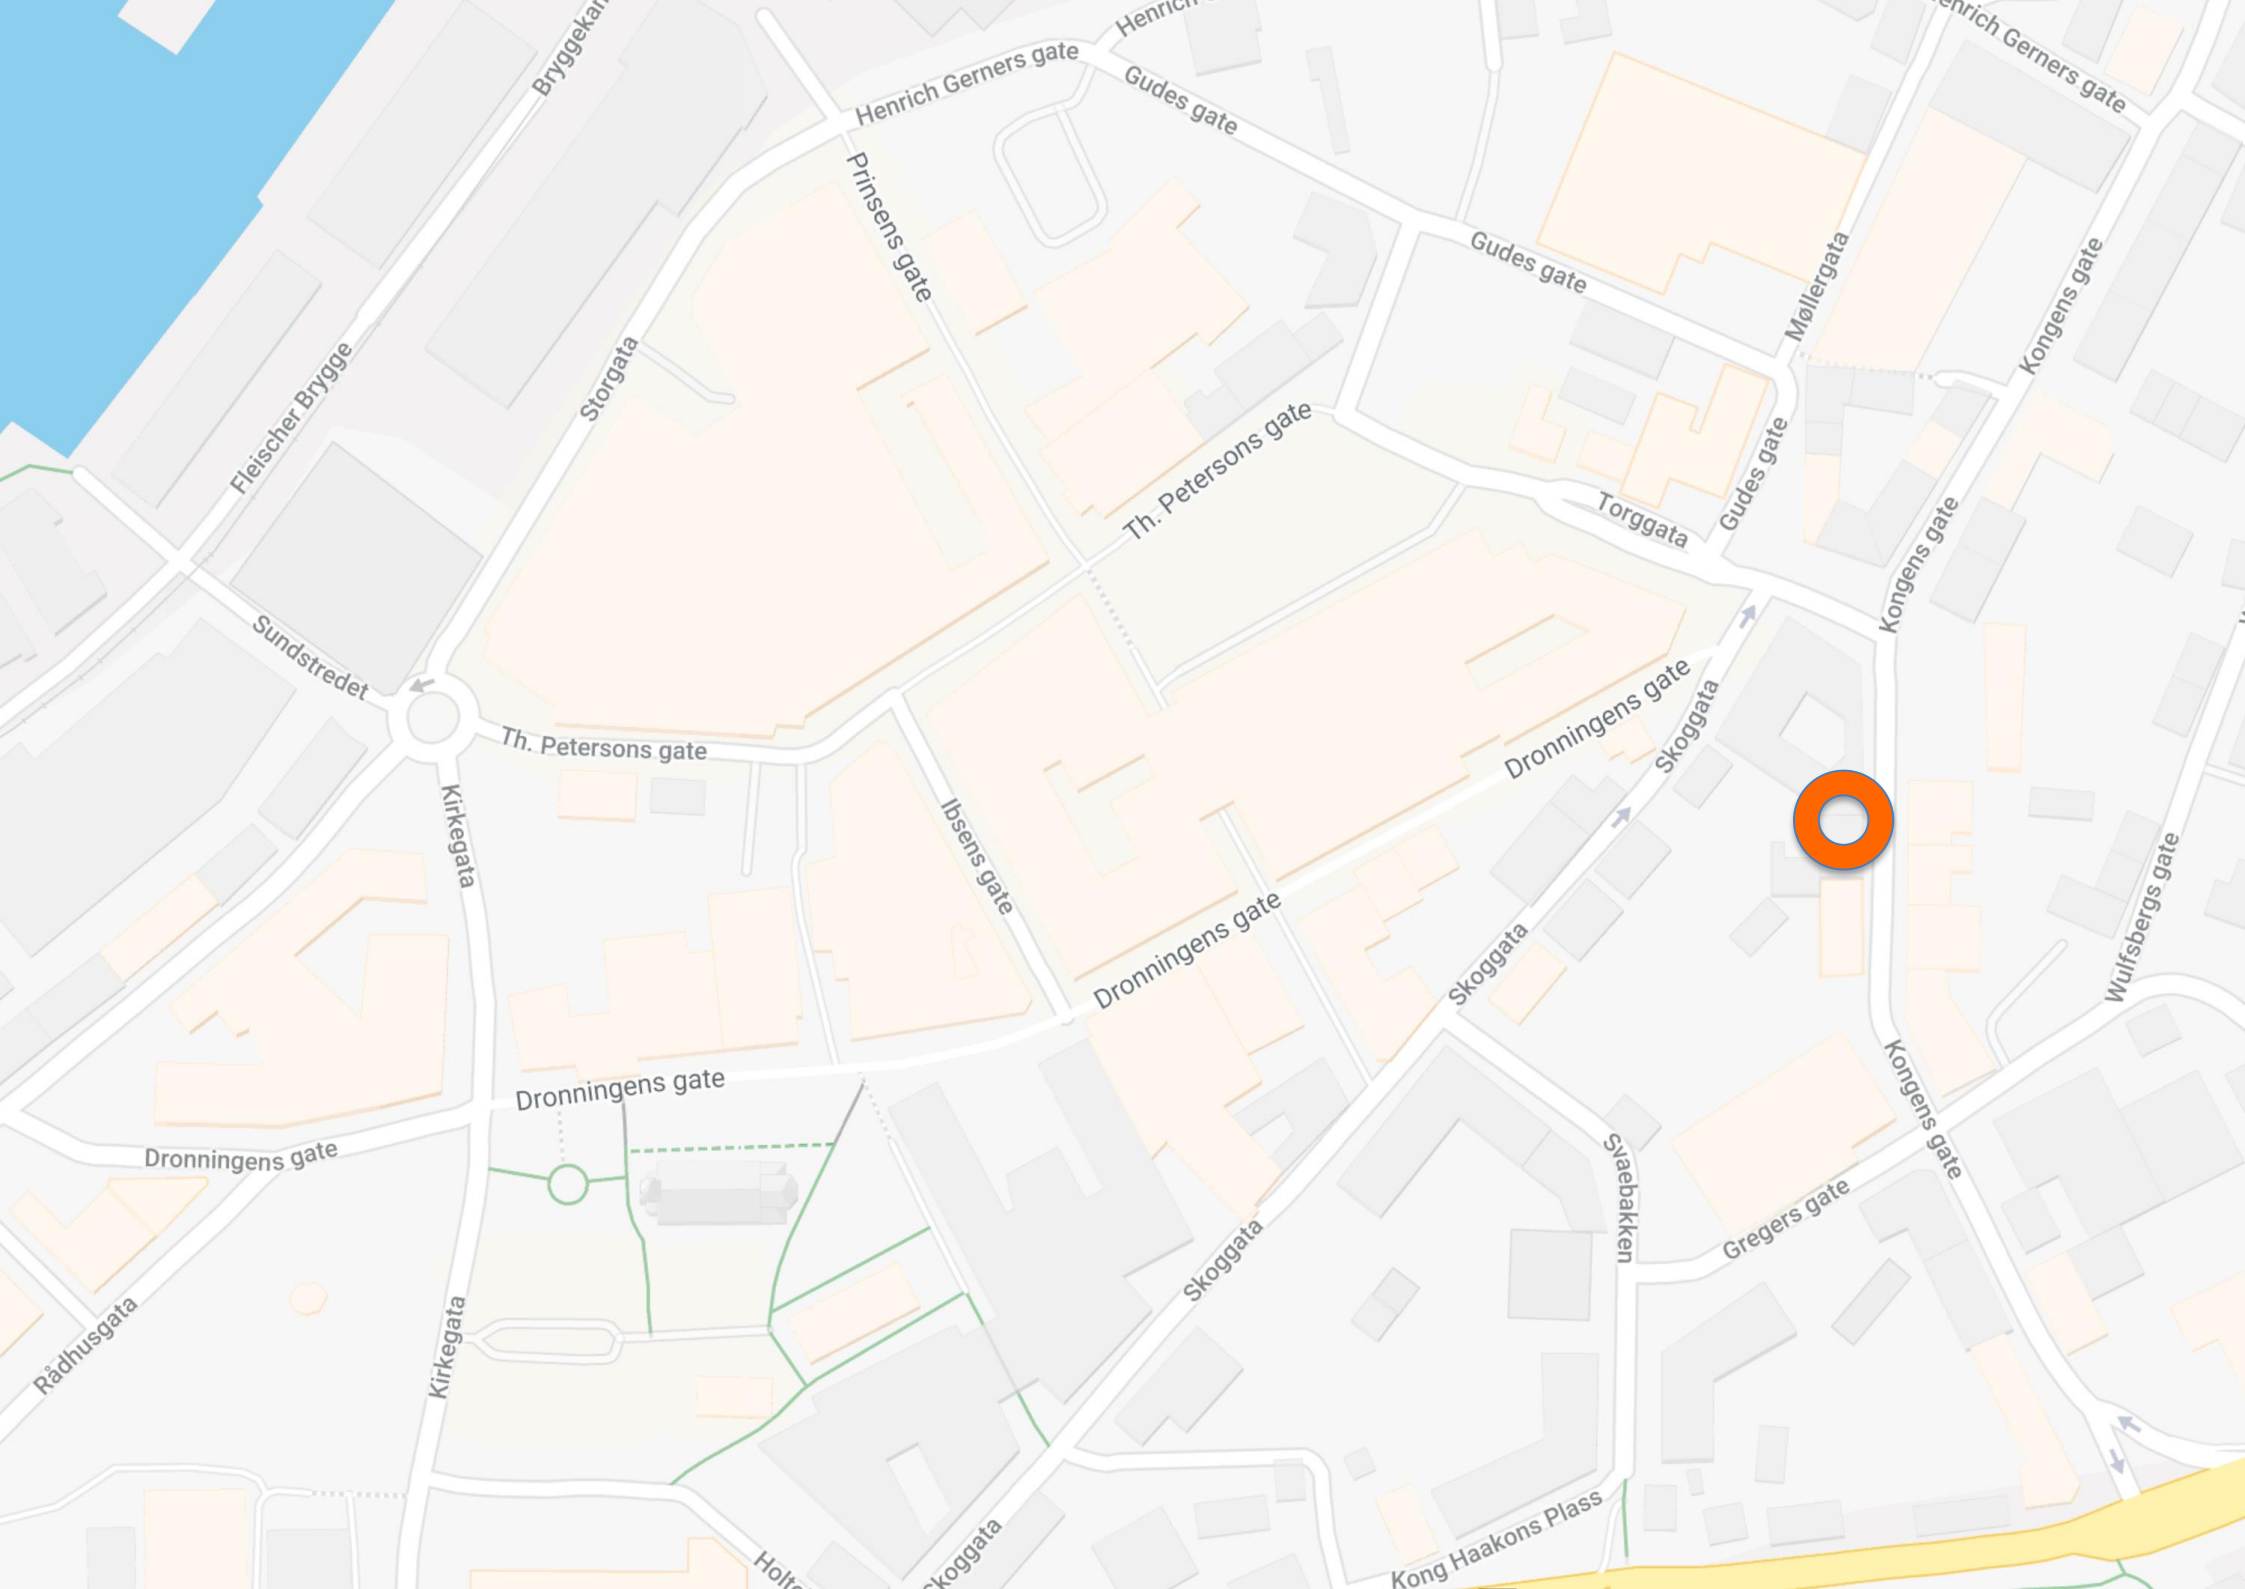 Bryggekan
Henrich
Henrich Gerners gate
Henrich Gerners gate
Gudes gate
Prinsens gate
Gudes gate
Møllergata
Kongens gate
Fleischer Brygge
Storgata
Th. Petersons gate
Gudes gate
Torggata
Kongens gate
Sundstredet
Th. Petersons gate
Dronningens gate
Skoggata
Kirkegata
Ibsens gate
Dronningens gate
Skoggata
Wulfsbergs gate
Dronningens gate
Dronningens gate
Kongens gate
Svaebakken
Gregers gate
Skoggata
Rådhusgata
Kirkegata
Kong Haakons Plass
Skoggata
Holte